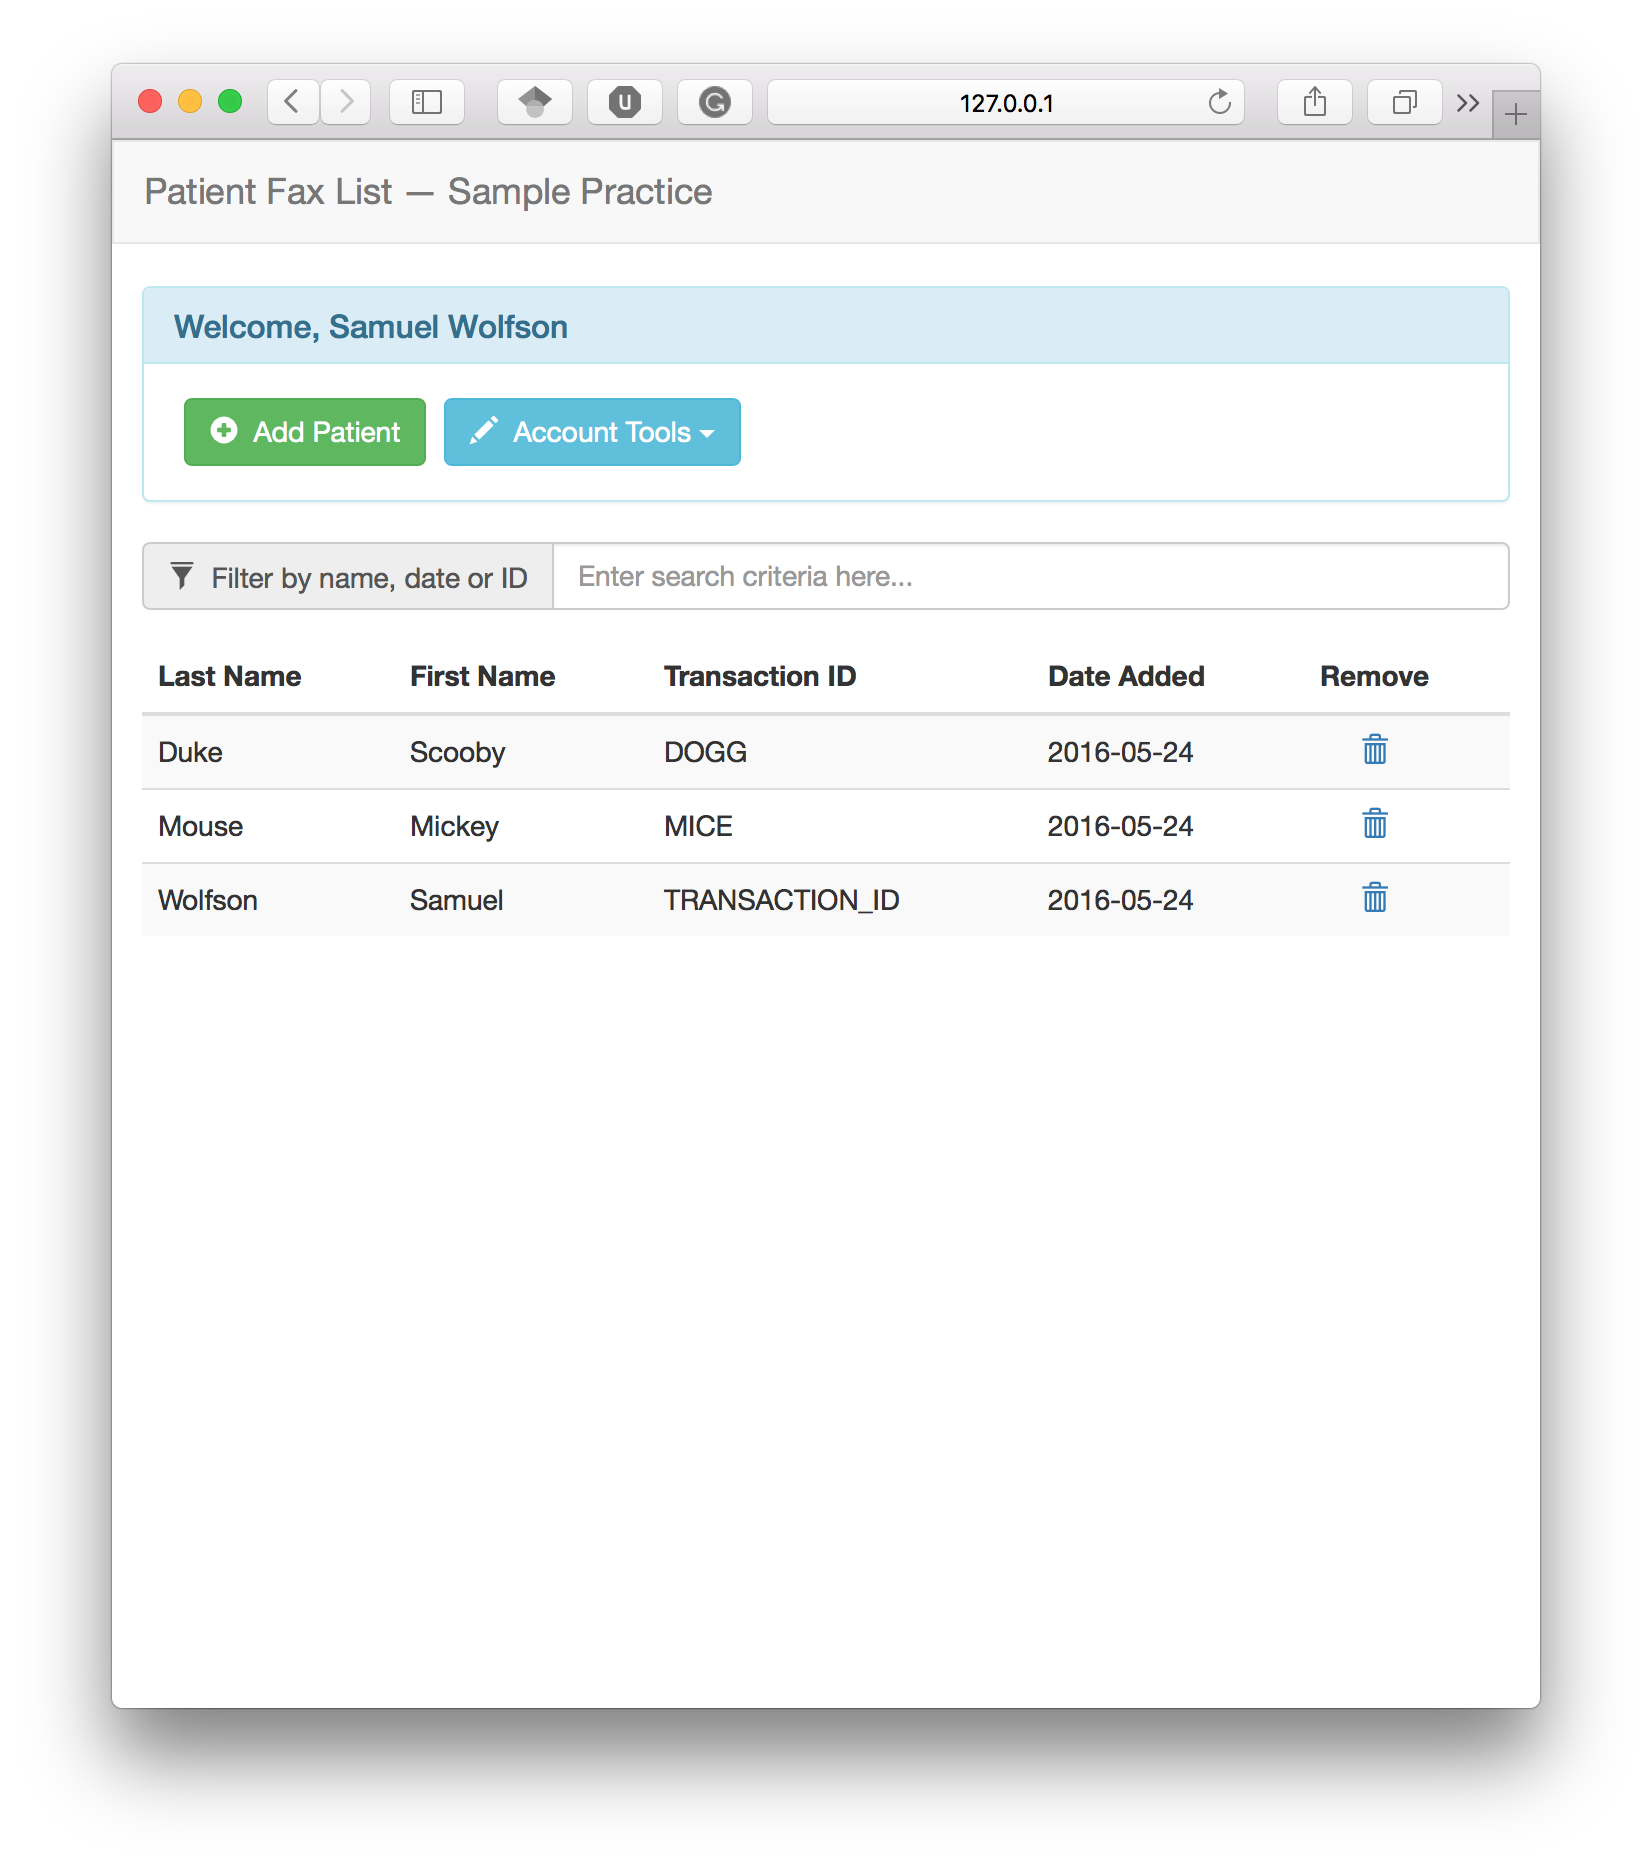 127.0.0.1
Patient Fax List — Sample Practice
Welcome, Samuel Wolfson
Add Patient Account Tools
Filter by name, date or ID Enter search criteria here...
Last Name First Name Transaction ID Date Added Remove
Duke Scooby DOGG 2016-05-24
Mouse Mickey MICE 2016-05-24
Wolfson Samuel TRANSACTION_ID 2016-05-24